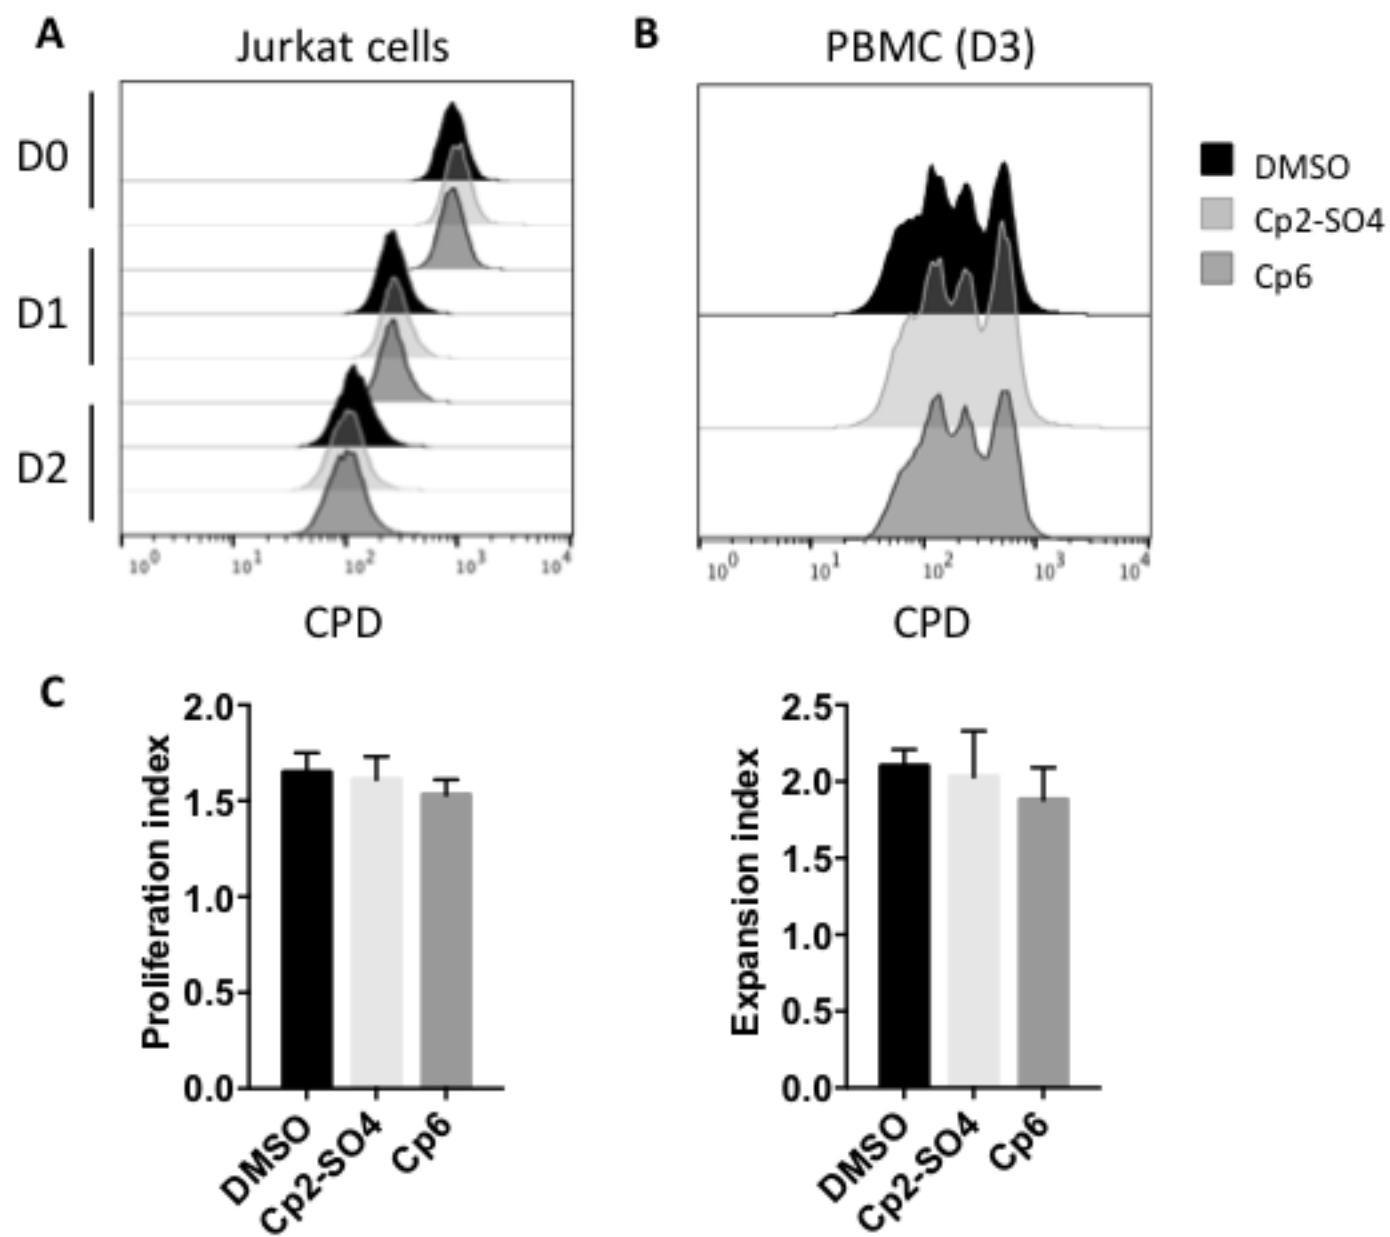 A
Jurkat cells
D0
D1
D2
10⁰ 10¹ 10² 10³ 10⁴
CPD
B
PBMC (D3)
10⁰ 10¹ 10² 10³ 10⁴
CPD
DMSO
Cp2-SO4
Cp6
C
Proliferation index
2.0
1.5
1.0
0.5
0.0
DMSO
Cp2-SO4
Cp6
Expansion index
2.5
2.0
1.5
1.0
0.5
0.0
DMSO
Cp2-SO4
Cp6